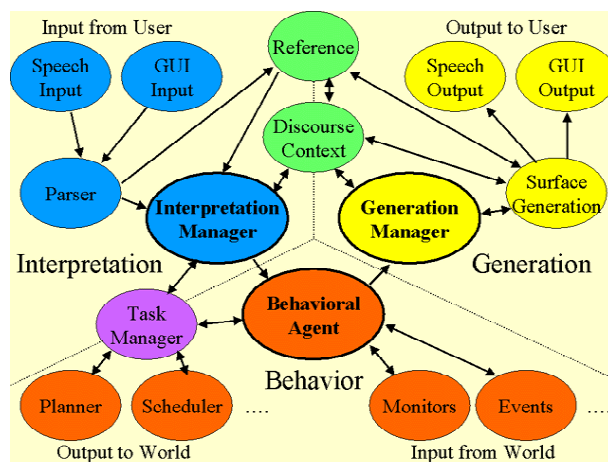 Input from User
Output to User
Speech
Input
GUI
Input
Reference
Speech
Output
GUI
Output
Discourse
Context
Parser
Surface
Generation
Interpretation
Manager
Generation
Manager
Interpretation
Generation
Task
Manager
Behavioral
Agent
Behavior
Planner
Scheduler
....
Monitors
Events
....
Output to World
Input from World